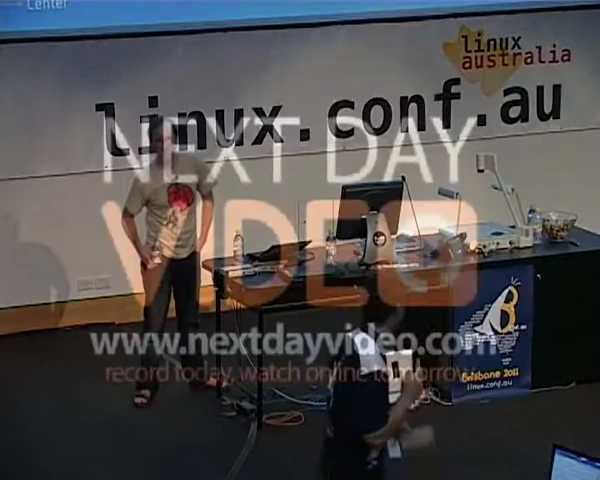 Center
linux
australia
linux.conf.au
NEXT DAY
VIDEO
www.nextdayvideo.com
record today. watch online tomorrow.
Brisbane 2011
linux.conf.au